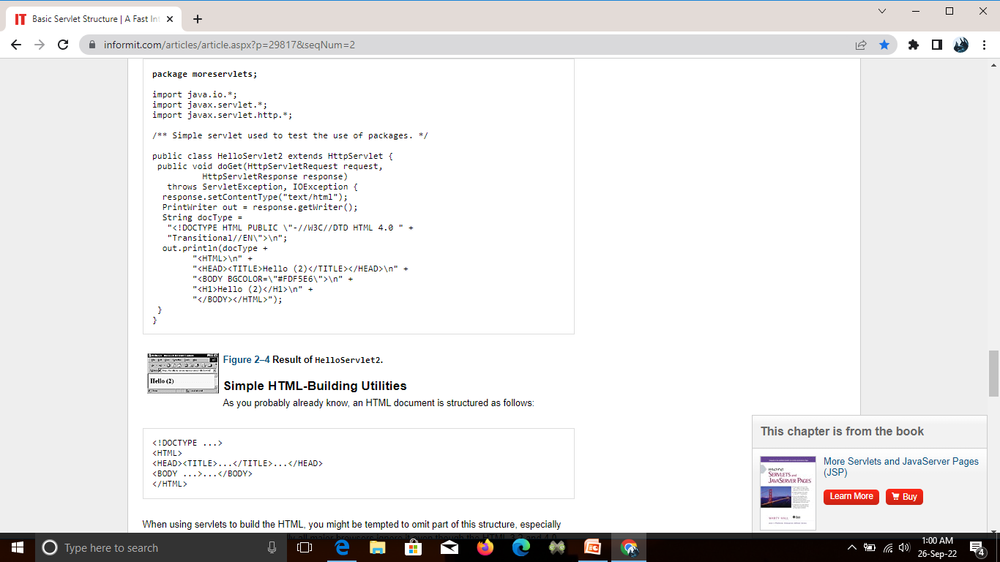 IT Basic Servlet Structure | A Fast Int
informit.com/articles/article.aspx?p=29817&seqNum=2
package moreservlets;
import java.io.*;
import javax.servlet.*;
import javax.servlet.http.*;
/** Simple servlet used to test the use of packages. */
public class HelloServlet2 extends HttpServlet {
public void doGet(HttpServletRequest request,
HttpServletResponse response)
throws ServletException, IOException {
response.setContentType("text/html");
PrintWriter out = response.getWriter();
String docType =
"<!DOCTYPE HTML PUBLIC \"-//W3C//DTD HTML 4.0 " +
"Transitional//EN\">\n";
out.println(docType +
"<HTML>\n" +
"<HEAD><TITLE>Hello (2)</TITLE></HEAD>\n" +
"<BODY BGCOLOR=\"#FDF5E6\">\n" +
"<H1>Hello (2)</H1>\n" +
"</BODY></HTML>");
}
}
Hello (2)
Figure 2–4 Result of HelloServlet2.
Simple HTML-Building Utilities
As you probably already know, an HTML document is structured as follows:
<!DOCTYPE ...>
<HTML>
<HEAD><TITLE>...</TITLE>...</HEAD>
<BODY ...>...</BODY>
</HTML>
When using servlets to build the HTML, you might be tempted to omit part of this structure, especially
This chapter is from the book
more
SERVLETS and
JAVASERVER PAGES
MARTY HALL
More Servlets and JavaServer Pages
(JSP)
Learn More
Buy
Type here to search
1:00 AM
26-Sep-22
4